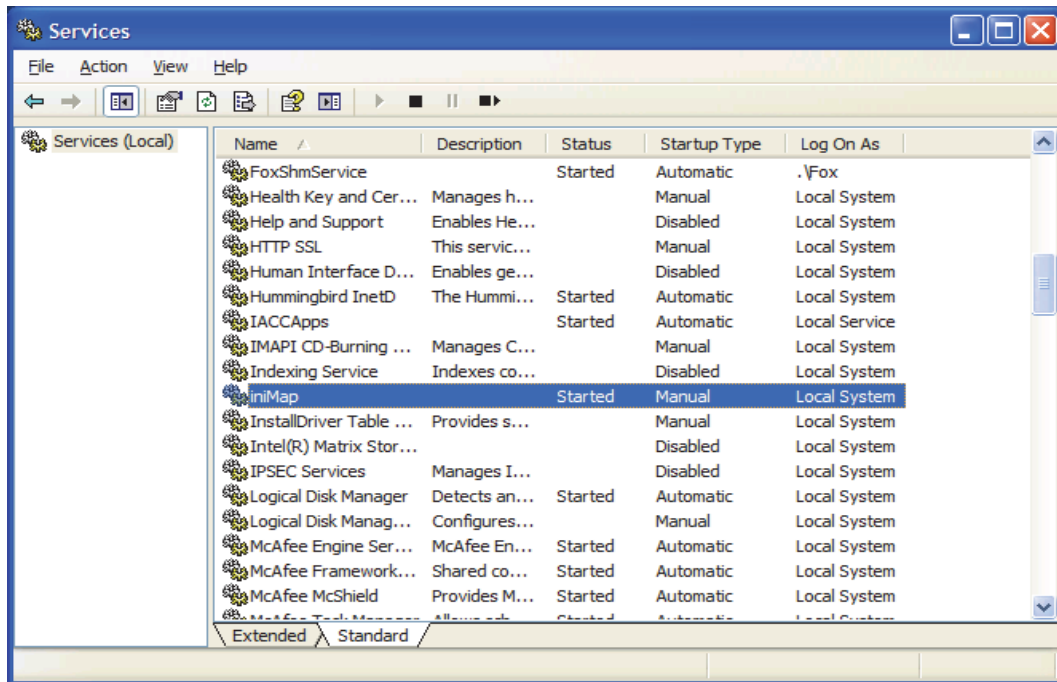 Services
File Action View Help
Services (Local)
Name Description Status Startup Type Log On As
FoxShmService Started Automatic .\Fox
Health Key and Cer... Manages h... Manual Local System
Help and Support Enables He... Disabled Local System
HTTP SSL This servic... Manual Local System
Human Interface D... Enables ge... Disabled Local System
Hummingbird InetD The Hummi... Started Automatic Local System
IACCApps Started Automatic Local Service
IMAPI CD-Burning ... Manages C... Manual Local System
Indexing Service Indexes co... Disabled Local System
iniMap Started Manual Local System
InstallDriver Table ... Provides s... Manual Local System
Intel(R) Matrix Stor... Disabled Local System
IPSEC Services Manages I... Disabled Local System
Logical Disk Manager Detects an... Started Automatic Local System
Logical Disk Manag... Configures... Manual Local System
McAfee Engine Ser... McAfee En... Started Automatic Local System
McAfee Framework... Shared co... Started Automatic Local System
McAfee McShield Provides M... Started Automatic Local System
McAfee Task Manager Started Automatic Local System
Extended Standard